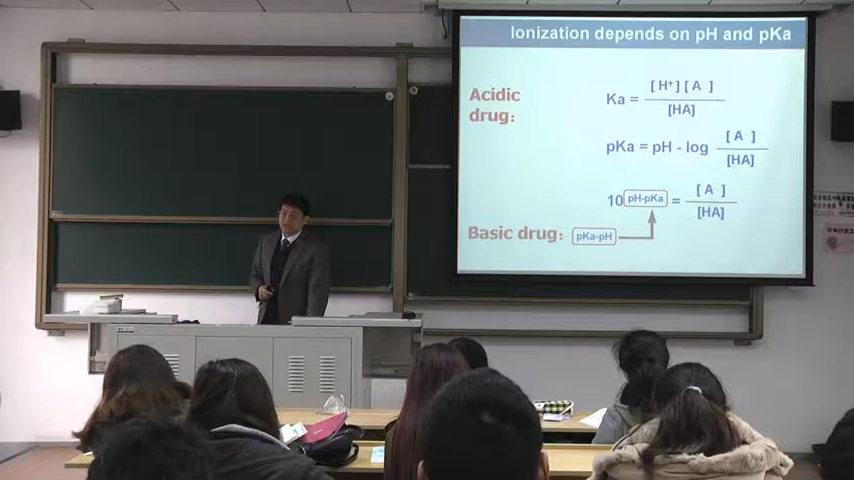 Ionization depends on pH and pKa
Acidic drug:
Ka = [ H+] [ A ] / [HA]
pKa = pH - log [ A ] / [HA]
10 pH-pKa = [ A ] / [HA]
Basic drug: pKa-pH